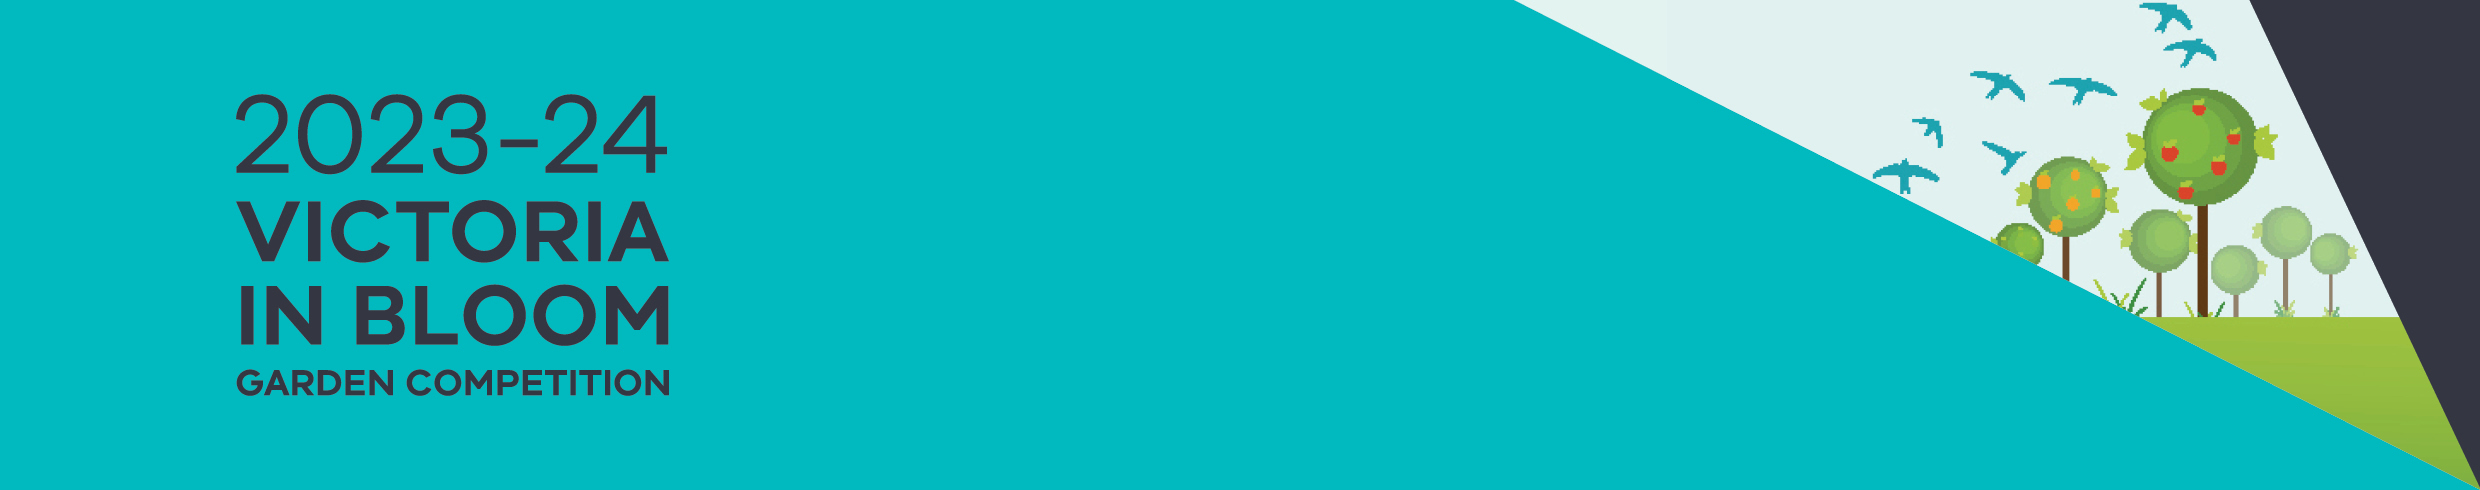 2023-24
VICTORIA
IN BLOOM
GARDEN COMPETITION